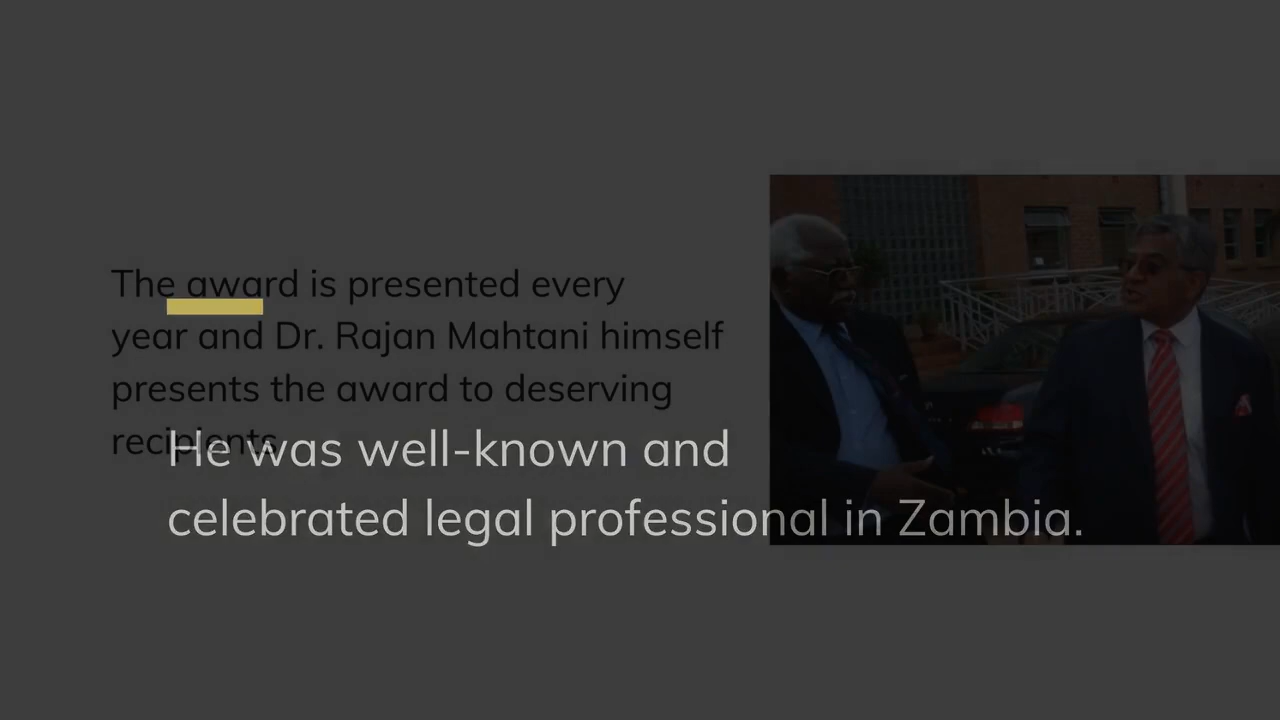 The award is presented every
year and Dr. Rajan Mahtani himself
presents the award to deserving
recipients
He was well-known and
celebrated legal professional in Zambia.